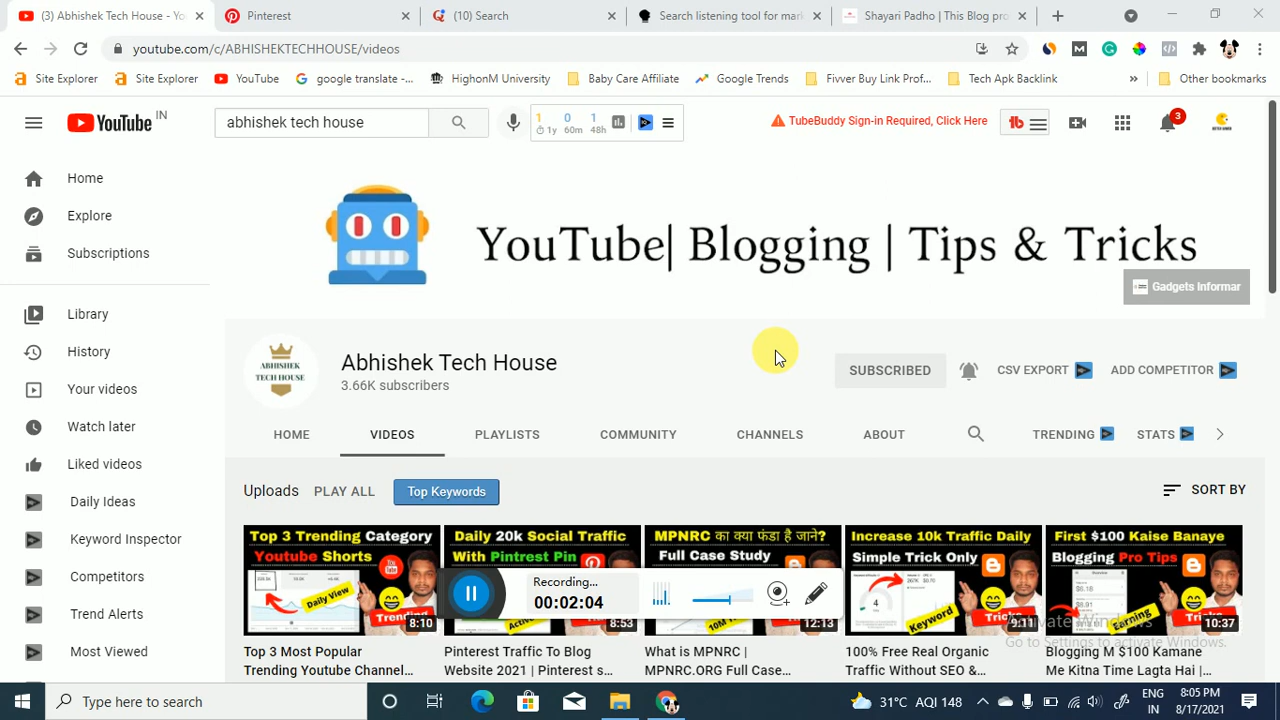 (3) Abhishek Tech House - Yo
Pinterest
(10) Search
Search listening tool for mark
Shayari Padho | This Blog pro
youtube.com/c/ABHISHEKTECHHOUSE/videos
Site Explorer
Site Explorer
YouTube
google translate -...
HighonM University
Baby Care Affiliate
Google Trends
Fivver Buy Link Prof...
Tech Apk Backlink
Other bookmarks
YouTube IN
abhishek tech house
1 0 1
1y 60m 48h
TubeBuddy Sign-in Required, Click Here
3
Home
Explore
Subscriptions
Library
History
Your videos
Watch later
Liked videos
Daily Ideas
Keyword Inspector
Competitors
Trend Alerts
Most Viewed
YouTube| Blogging | Tips & Tricks
Gadgets Informar
ABHISHEK
TECH HOUSE
Abhishek Tech House
3.66K subscribers
SUBSCRIBED
CSV EXPORT
ADD COMPETITOR
HOME
VIDEOS
PLAYLISTS
COMMUNITY
CHANNELS
ABOUT
TRENDING
STATS
Uploads
PLAY ALL
Top Keywords
SORT BY
Top 3 Trending Category
Youtube Shorts
Daily View
8:10
Top 3 Most Popular
Trending Youtube Channel...
Daily 20k Social Traffic
With Pintrest Pin
8:53
Pinterest Traffic To Blog
Website 2021 | Pinterest s...
MPNRC का क्या फंडा है जाने?
Full Case Study
12:13
What is MPNRC |
MPNRC.ORG Full Case...
Increase 10k Traffic Daily
Simple Trick Only
4
Keyword
9:11
100% Free Real Organic
Traffic Without SEO &...
First $100 Kaise Banaye
Blogging Pro Tips
Earning
10:37
Blogging M $100 Kamane
Me Kitna Time Lagta Hai |
Recording...
00:02:04
Activate Windows
Go to Settings to activate Windows.
Type here to search
31°C AQI 148
ENG
IN
8:05 PM
8/17/2021